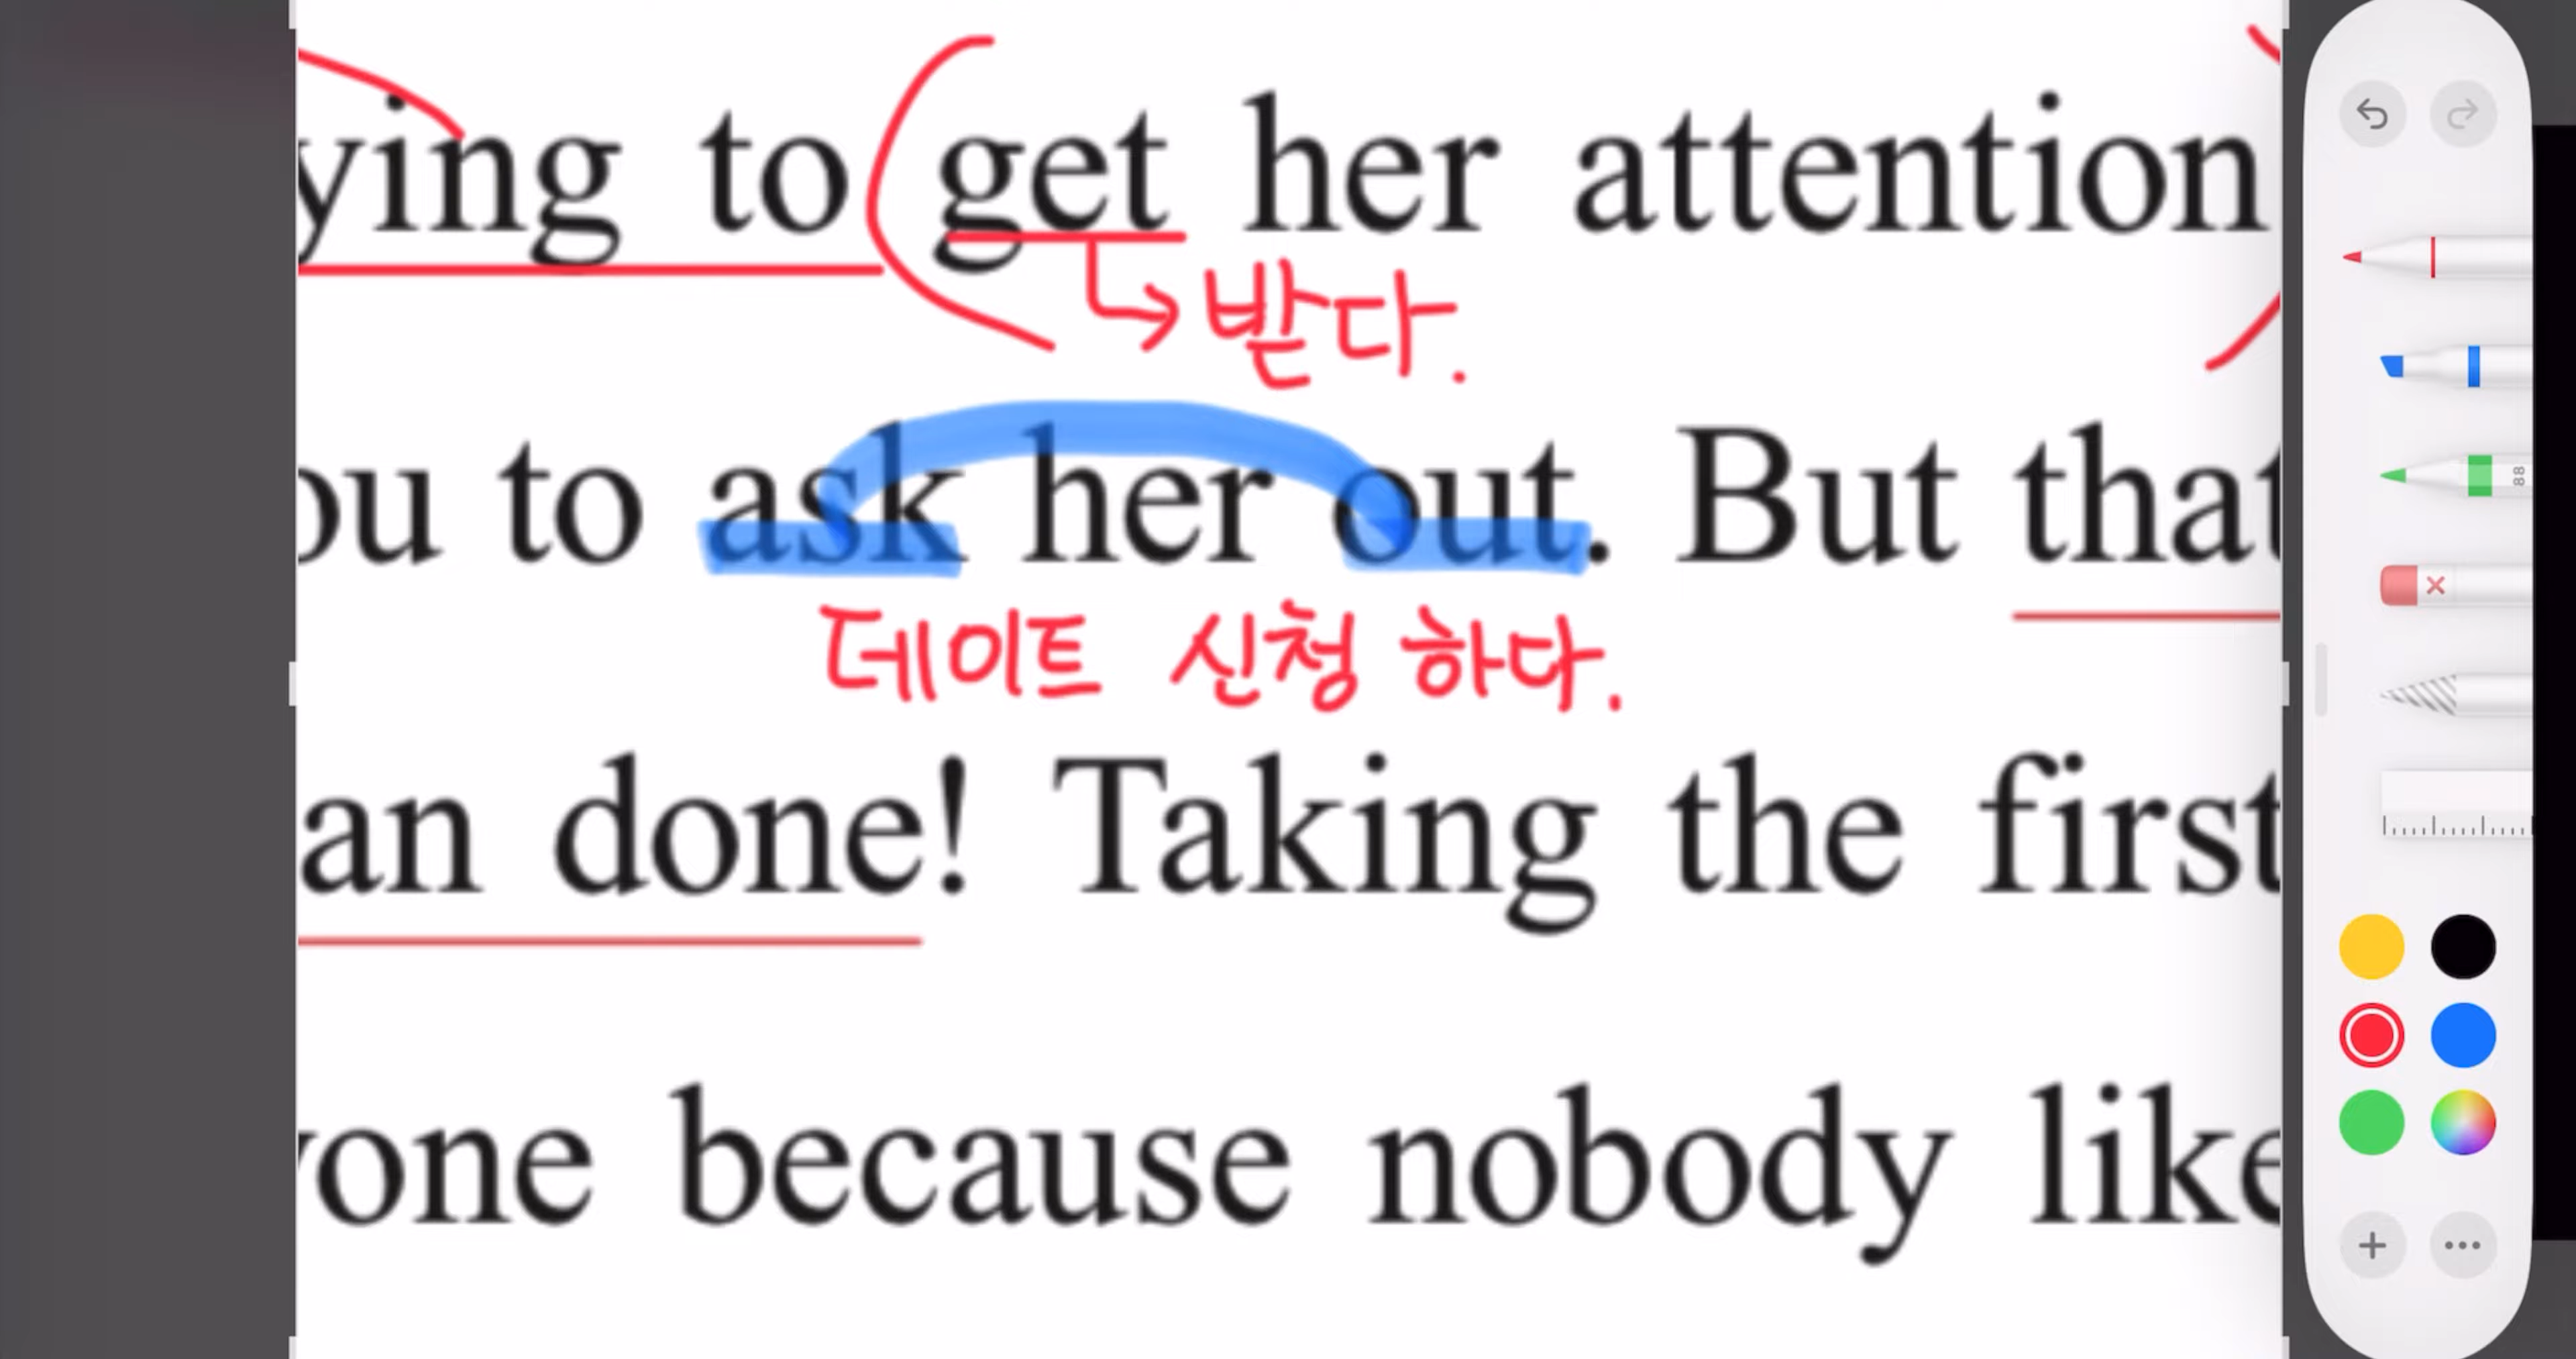 ying to get her attention
받다.
ou to ask her out. But that
데이트 신청 하다.
an done! Taking the first
one because nobody like
88